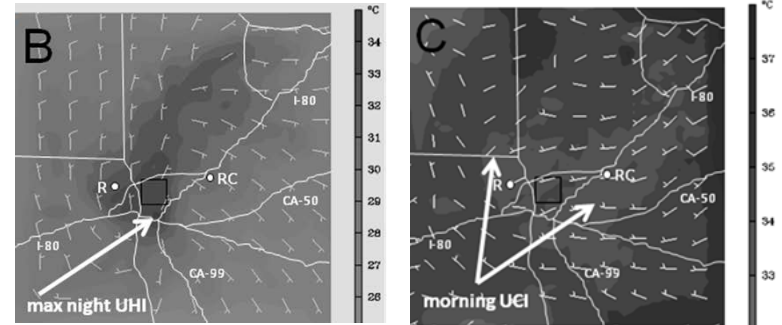 B
°C
34
33
32
31
30
29
28
27
26
I-80
R
RC
CA-50
I-80
CA-99
max night UHI
C
°C
37
36
35
34
33
I-80
R
RC
CA-50
I-80
CA-99
morning UCI